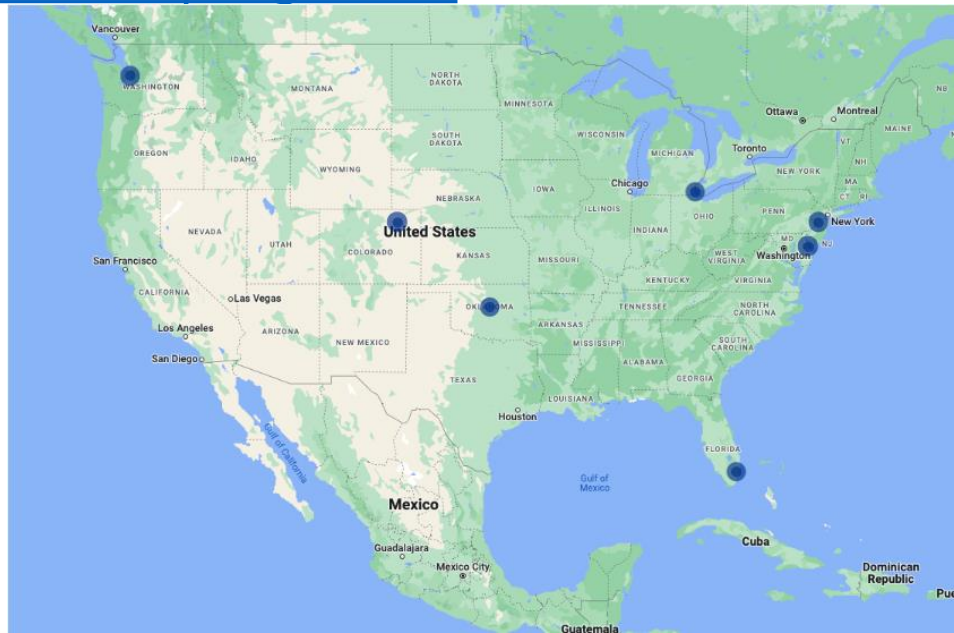 Vancouver
WASHINGTON
MONTANA
NORTH
DAKOTA
MINNESOTA
Ottawa
Montreal
NB
MAINE
SOUTH
DAKOTA
WISCONSIN
MICHIGAN
Toronto
VT
NH
OREGON
IDAHO
WYOMING
NEW YORK
MA
CT RI
IOWA
Chicago
NEBRASKA
ILLINOIS
INDIANA
OHIO
PENN
New York
NEVADA
UTAH
COLORADO
United States
KANSAS
MISSOURI
WEST
VIRGINIA
MD
NJ
Washington
San Francisco
CALIFORNIA
Las Vegas
KENTUCKY
VIRGINIA
OKLAHOMA
TENNESSEE
NORTH
CAROLINA
Los Angeles
ARIZONA
NEW MEXICO
ARKANSAS
MISSISSIPPI
SOUTH
CAROLINA
San Diego
TEXAS
ALABAMA
GEORGIA
LOUISIANA
Houston
Gulf of California
Gulf of
Mexico
FLORIDA
Mexico
Cuba
Guadalajara
Mexico City
Dominican
Republic
Pue
Guatemala